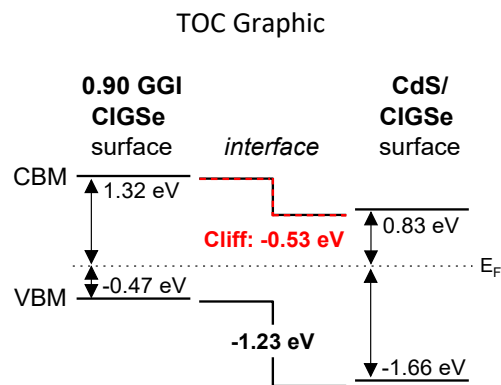 TOC Graphic
0.90 GGI
CIGSe
surface
interface
CdS/
CIGSe
surface
CBM
1.32 eV
Cliff: -0.53 eV
0.83 eV
E_F
-0.47 eV
VBM
-1.23 eV
-1.66 eV